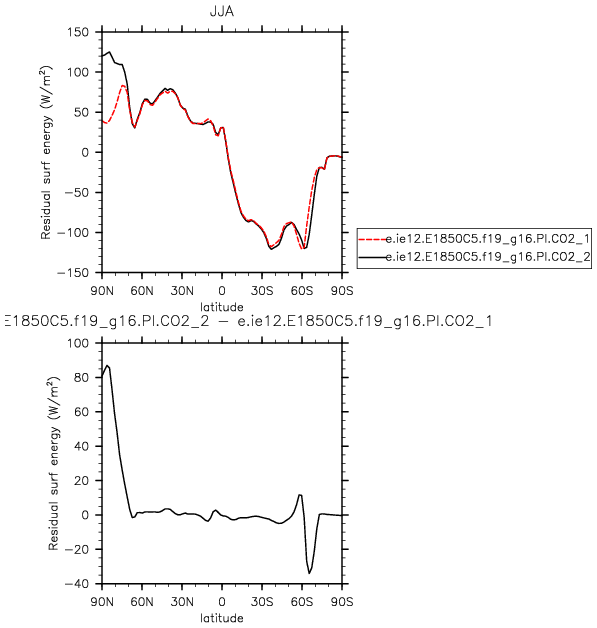 JJA
150
100
50
0
−50
−100
−150
Residual surf energy (W/m²)
90N 60N 30N 0 30S 60S 90S
latitude
e.ie12.E1850C5.f19_g16.PI.CO2_1
e.ie12.E1850C5.f19_g16.PI.CO2_2
E1850C5.f19_g16.PI.CO2_2 − e.ie12.E1850C5.f19_g16.PI.CO2_1
100
80
60
40
20
0
−20
−40
Residual surf energy (W/m²)
90N 60N 30N 0 30S 60S 90S
latitude